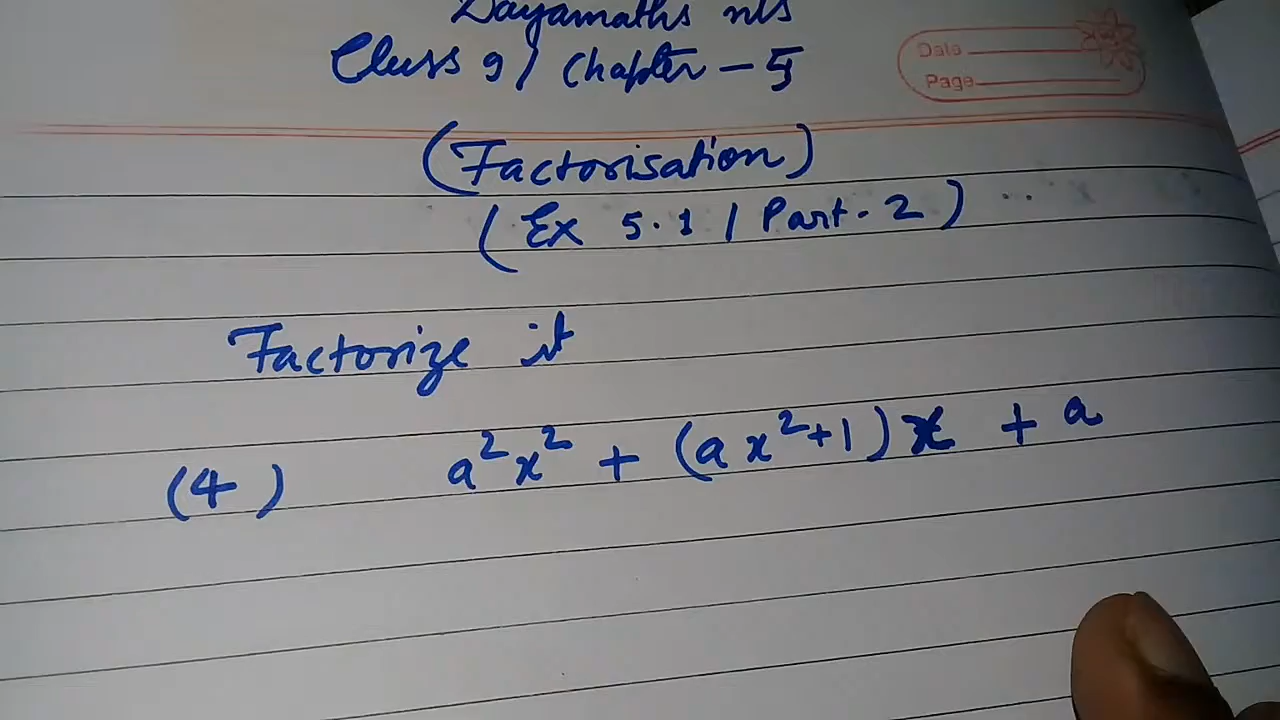 Dayamaths nls
Class 9 / Chapter - 5
Date
Page
(Factorisation)
(Ex 5.1 / Part - 2)
Factorize it
(4) a²x² + (ax²+1)x + a